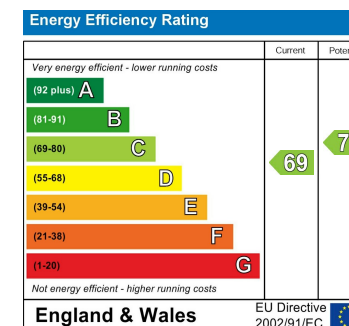 Energy Efficiency Rating
Current
Very energy efficient - lower running costs
(92 plus) A
(81-91) B
(69-80) C
(55-68) D
(39-54) E
(21-38) F
(1-20) G
69
Not energy efficient - higher running costs
England & Wales
EU Directive
2002/91/EC